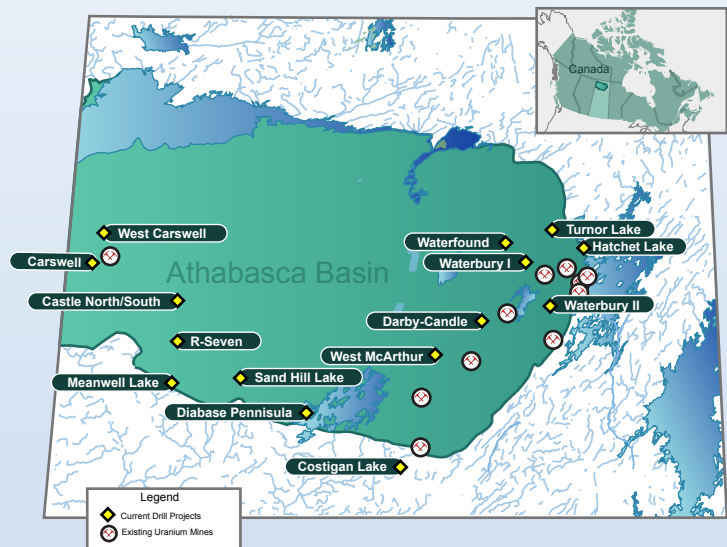 Canada
West Carswell
Turnor Lake
Waterfound
Hatchet Lake
Carswell
Waterbury I
Athabasca Basin
Castle North/South
Waterbury II
Darby-Candle
R-Seven
West McArthur
Meanwell Lake
Sand Hill Lake
Diabase Pennisula
Costigan Lake
Legend
Current Drill Projects
Existing Uranium Mines